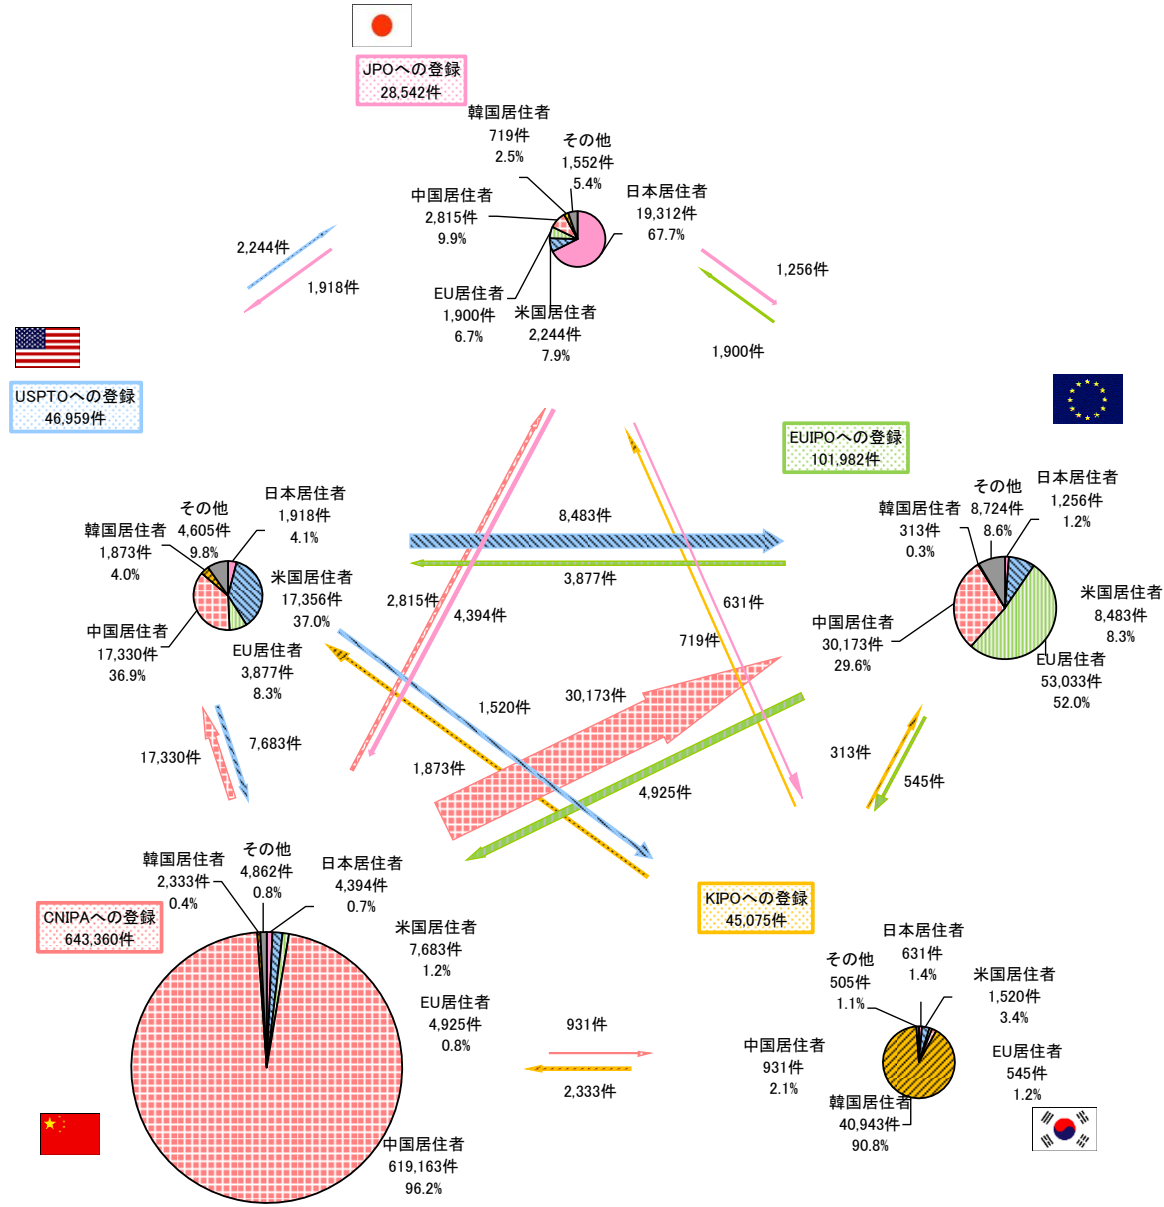 JPOへの登録
28,542件
韓国居住者
719件
2.5%
その他
1,552件
5.4%
日本居住者
19,312件
67.7%
中国居住者
2,815件
9.9%
EU居住者
1,900件
6.7%
米国居住者
2,244件
7.9%
2,244件
1,918件
1,256件
1,900件
USPTOへの登録
46,959件
EUIPOへの登録
101,982件
その他
4,605件
9.8%
日本居住者
1,918件
4.1%
韓国居住者
1,873件
4.0%
米国居住者
17,356件
37.0%
中国居住者
17,330件
36.9%
EU居住者
3,877件
8.3%
8,483件
3,877件
2,815件
4,394件
631件
719件
その他
8,724件
8.6%
日本居住者
1,256件
1.2%
韓国居住者
313件
0.3%
米国居住者
8,483件
8.3%
中国居住者
30,173件
29.6%
EU居住者
53,033件
52.0%
30,173件
1,520件
1,873件
4,925件
17,330件
7,683件
313件
545件
CNIPAへの登録
643,360件
韓国居住者
2,333件
0.4%
その他
4,862件
0.8%
日本居住者
4,394件
0.7%
米国居住者
7,683件
1.2%
EU居住者
4,925件
0.8%
中国居住者
619,163件
96.2%
931件
2,333件
KIPOへの登録
45,075件
日本居住者
631件
1.4%
その他
505件
1.1%
米国居住者
1,520件
3.4%
中国居住者
931件
2.1%
EU居住者
545件
1.2%
韓国居住者
40,943件
90.8%